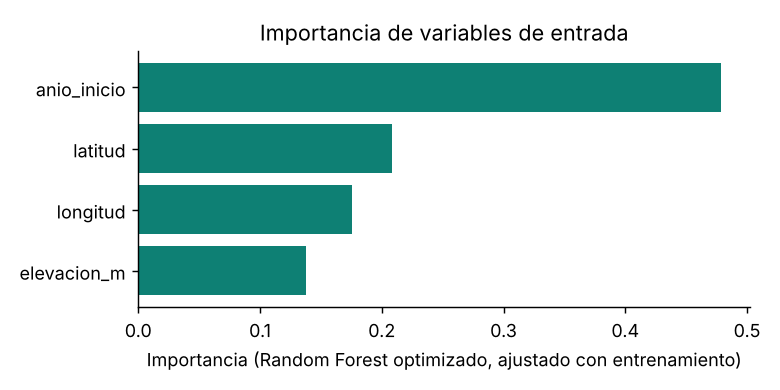 Importancia de variables de entrada
anio_inicio
latitud
longitud
elevacion_m
0.0 0.1 0.2 0.3 0.4 0.5
Importancia (Random Forest optimizado, ajustado con entrenamiento)